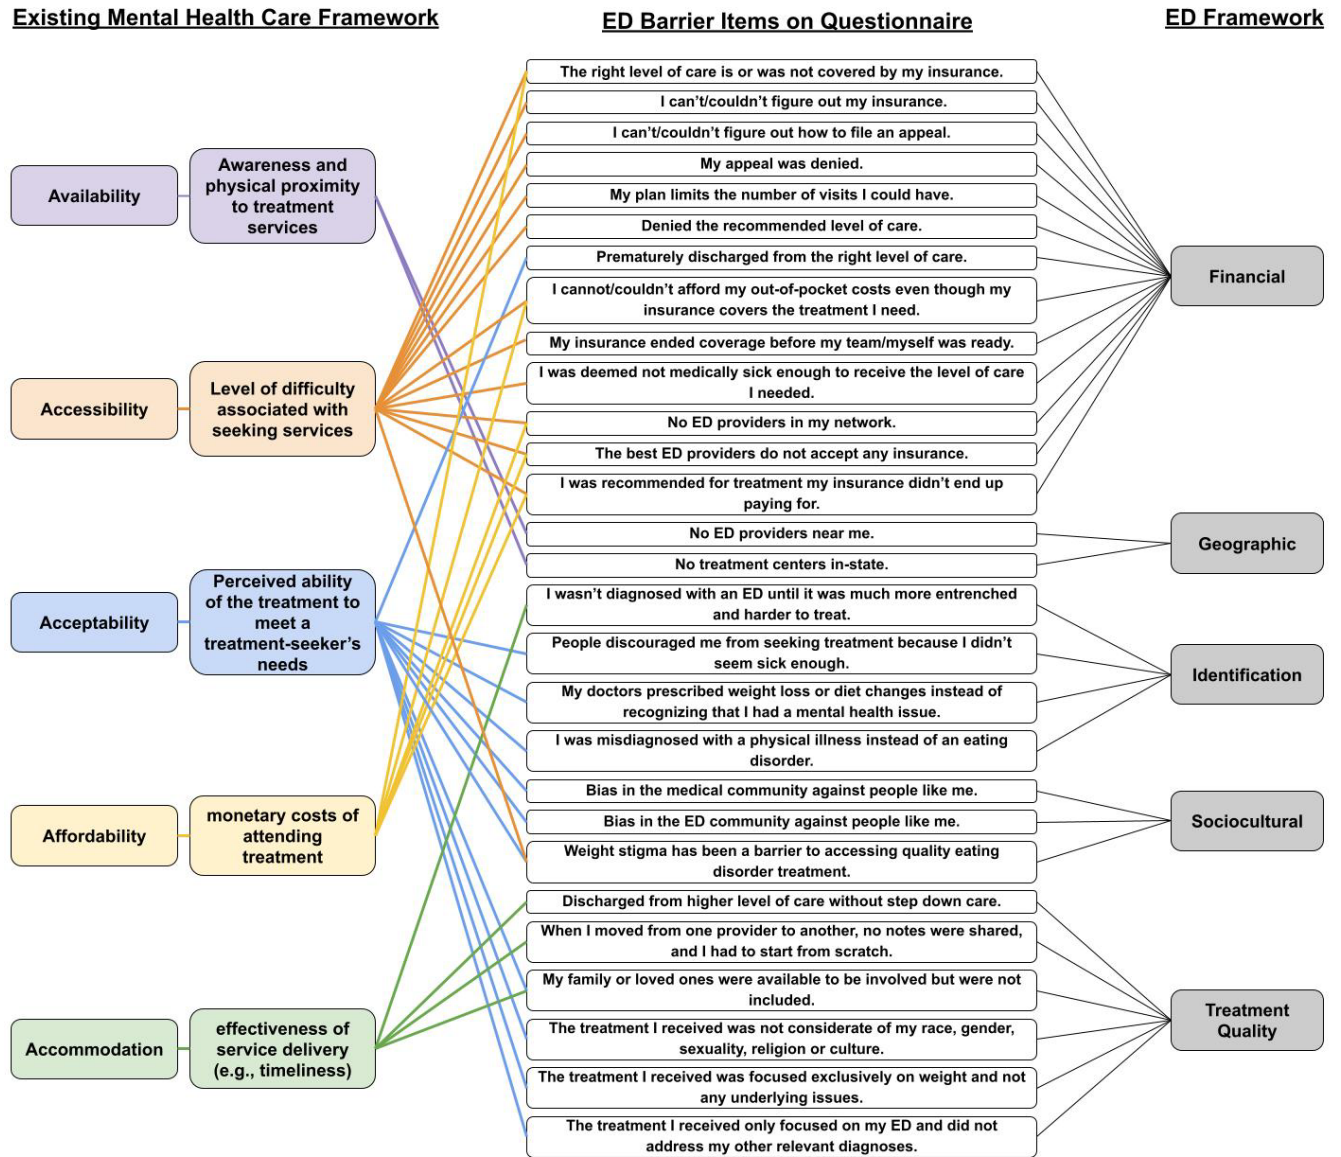 Existing Mental Health Care Framework
ED Barrier Items on Questionnaire
ED Framework
Availability
Awareness and
physical proximity
to treatment
services
Accessibility
Level of difficulty
associated with
seeking services
Acceptability
Perceived ability
of the treatment to
meet a
treatment-seeker's
needs
Affordability
monetary costs of
attending
treatment
Accommodation
effectiveness of
service delivery
(e.g., timeliness)
The right level of care is or was not covered by my insurance.
I can't/couldn't figure out my insurance.
I can't/couldn't figure out how to file an appeal.
My appeal was denied.
My plan limits the number of visits I could have.
Denied the recommended level of care.
Prematurely discharged from the right level of care.
I cannot/couldn't afford my out-of-pocket costs even though my
insurance covers the treatment I need.
My insurance ended coverage before my team/myself was ready.
I was deemed not medically sick enough to receive the level of care
I needed.
No ED providers in my network.
The best ED providers do not accept any insurance.
I was recommended for treatment my insurance didn't end up
paying for.
No ED providers near me.
No treatment centers in-state.
I wasn't diagnosed with an ED until it was much more entrenched
and harder to treat.
People discouraged me from seeking treatment because I didn't
seem sick enough.
My doctors prescribed weight loss or diet changes instead of
recognizing that I had a mental health issue.
I was misdiagnosed with a physical illness instead of an eating
disorder.
Bias in the medical community against people like me.
Bias in the ED community against people like me.
Weight stigma has been a barrier to accessing quality eating
disorder treatment.
Discharged from higher level of care without step down care.
When I moved from one provider to another, no notes were shared,
and I had to start from scratch.
My family or loved ones were available to be involved but were not
included.
The treatment I received was not considerate of my race, gender,
sexuality, religion or culture.
The treatment I received was focused exclusively on weight and not
any underlying issues.
The treatment I received only focused on my ED and did not
address my other relevant diagnoses.
Financial
Geographic
Identification
Sociocultural
Treatment
Quality